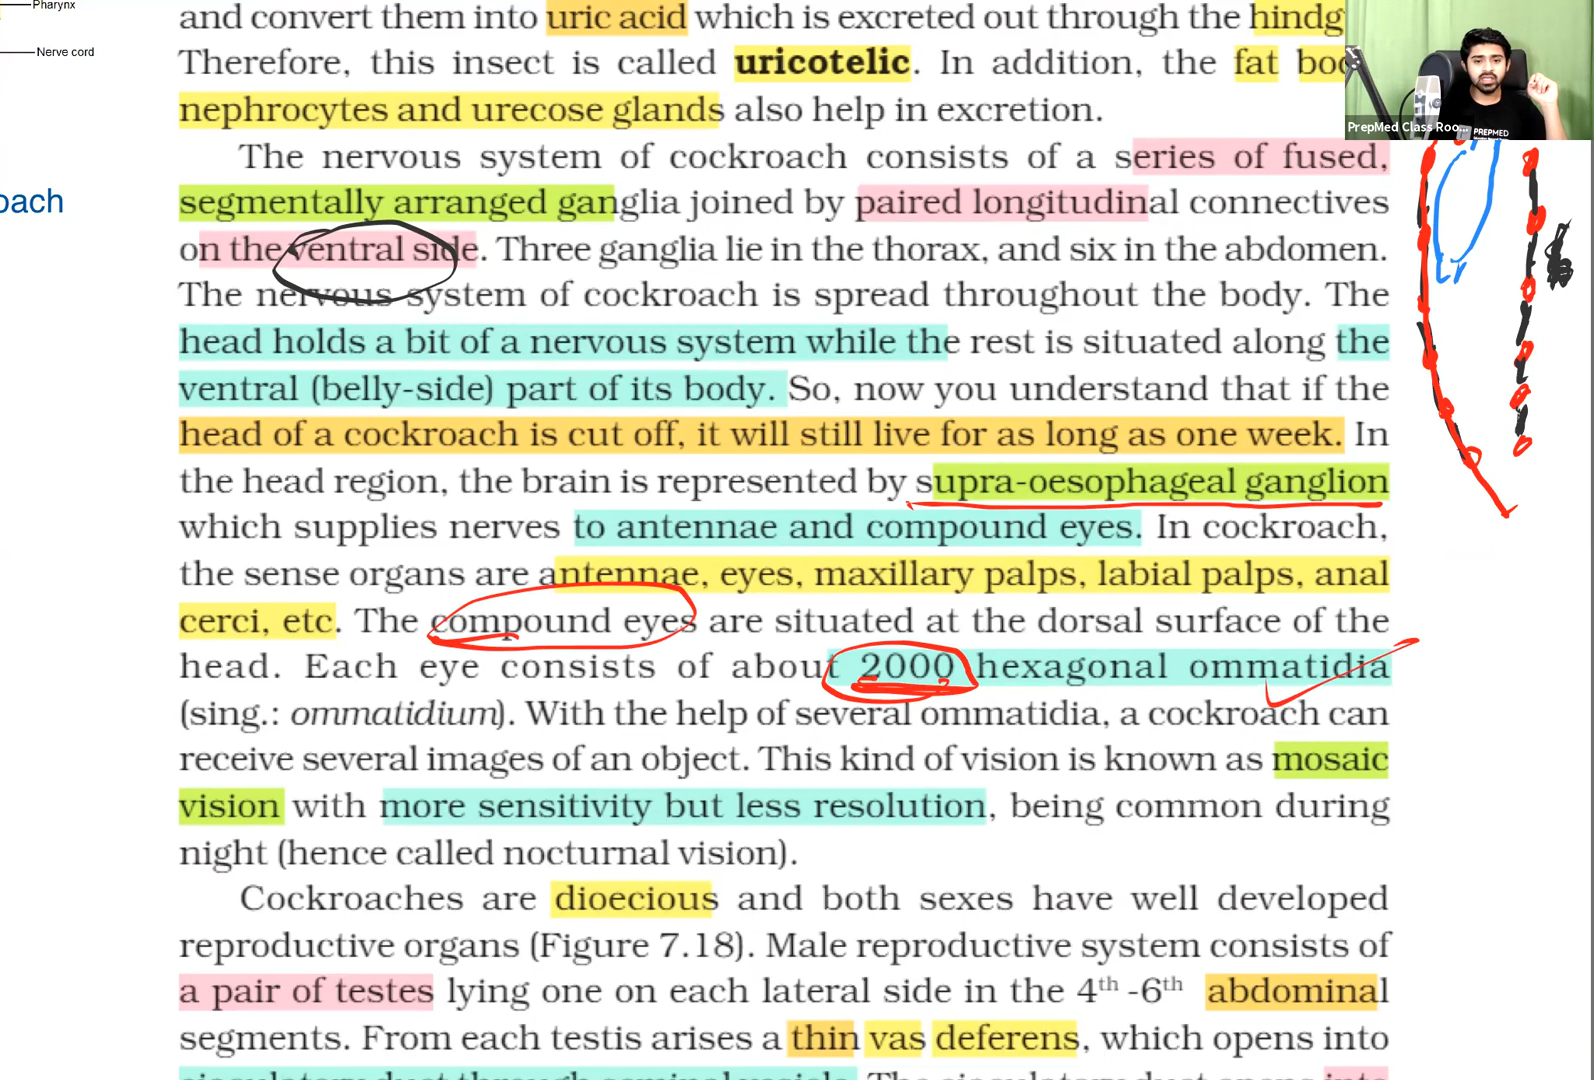 Pharynx
Nerve cord
oach
and convert them into uric acid which is excreted out through the hindg
Therefore, this insect is called uricotelic. In addition, the fat bo
nephrocytes and urecose glands also help in excretion.
PrepMed Class Roo...
PREPMED
The nervous system of cockroach consists of a series of fused,
segmentally arranged ganglia joined by paired longitudinal connectives
on the ventral side. Three ganglia lie in the thorax, and six in the abdomen.
The nervous system of cockroach is spread throughout the body. The
head holds a bit of a nervous system while the rest is situated along the
ventral (belly-side) part of its body. So, now you understand that if the
head of a cockroach is cut off, it will still live for as long as one week. In
the head region, the brain is represented by supra-oesophageal ganglion
which supplies nerves to antennae and compound eyes. In cockroach,
the sense organs are antennae, eyes, maxillary palps, labial palps, anal
cerci, etc. The compound eyes are situated at the dorsal surface of the
head. Each eye consists of about 2000 hexagonal ommatidia
(sing.: ommatidium). With the help of several ommatidia, a cockroach can
receive several images of an object. This kind of vision is known as mosaic
vision with more sensitivity but less resolution, being common during
night (hence called nocturnal vision).
Cockroaches are dioecious and both sexes have well developed
reproductive organs (Figure 7.18). Male reproductive system consists of
a pair of testes lying one on each lateral side in the 4th -6th abdominal
segments. From each testis arises a thin vas deferens, which opens into